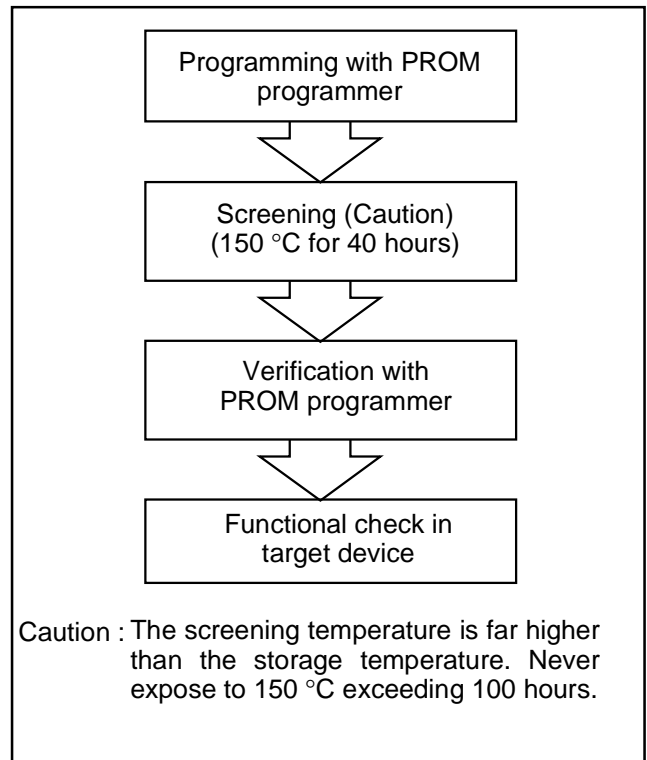 Programming with PROM
programmer
Screening (Caution)
(150 °C for 40 hours)
Verification with
PROM programmer
Functional check in
target device
Caution : The screening temperature is far higher
than the storage temperature. Never
expose to 150 °C exceeding 100 hours.